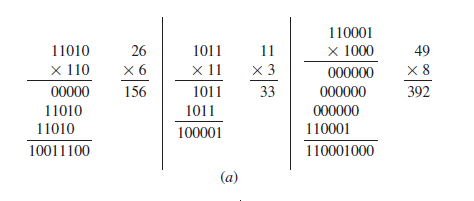 11010 26
× 110 × 6
00000 156
11010
11010
10011100
1011 11
× 11 × 3
1011 33
1011
100001
110001
× 1000 49
000000 × 8
000000 392
000000
110001
110001000
(a)